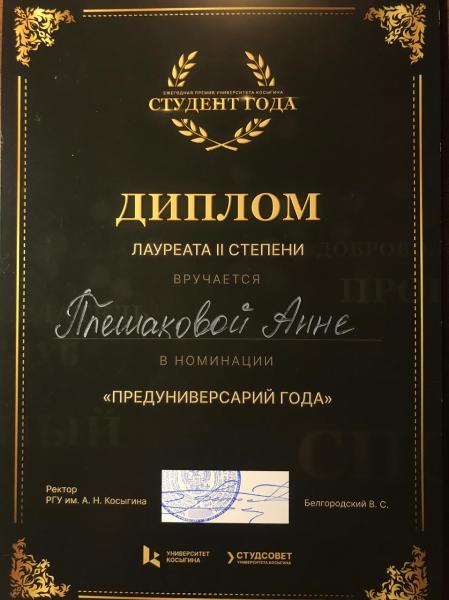 ЕЖЕГОДНАЯ ПРЕМИЯ УНИВЕРСИТЕТА КОСЫГИНА
СТУДЕНТ ГОДА
ДИПЛОМ
ЛАУРЕАТА II СТЕПЕНИ
ВРУЧАЕТСЯ
Плешаковой Анне
В НОМИНАЦИИ
«ПРЕДУНИВЕРСАРИЙ ГОДА»
Ректор
РГУ им. А. Н. Косыгина
Белгородский В. С.
УНИВЕРСИТЕТ
КОСЫГИНА
СТУДСОВЕТ
УНИВЕРСИТЕТА КОСЫГИНА